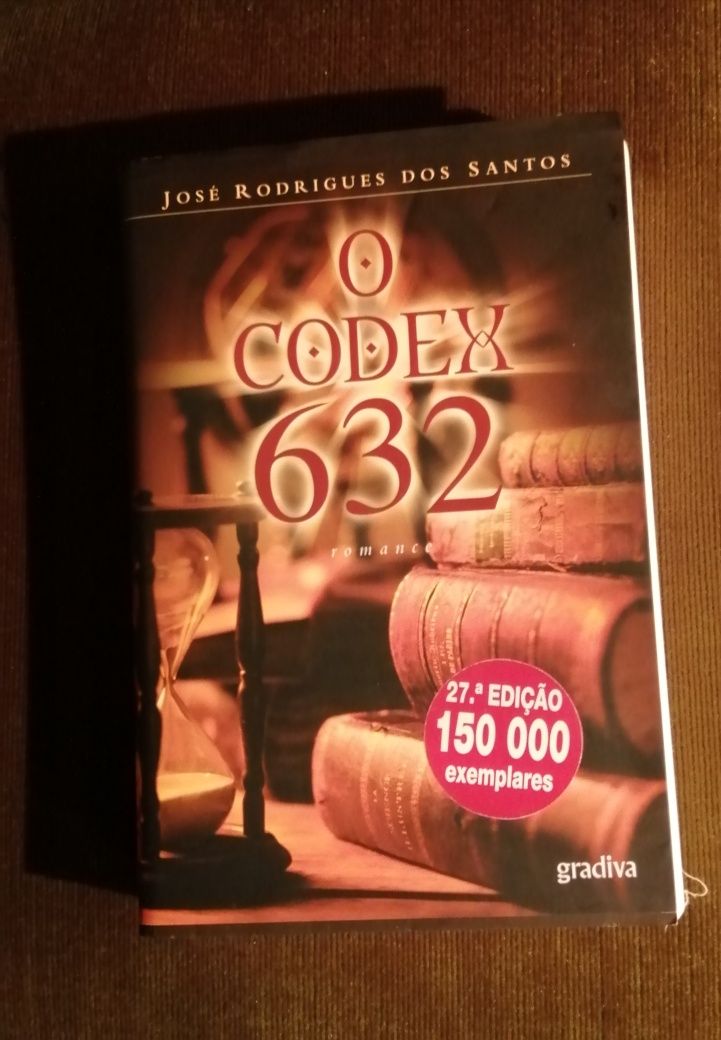 JOSÉ RODRIGUES DOS SANTOS
O
CODEX
632
romance
27.ª EDIÇÃO
150 000
exemplares
gradiva